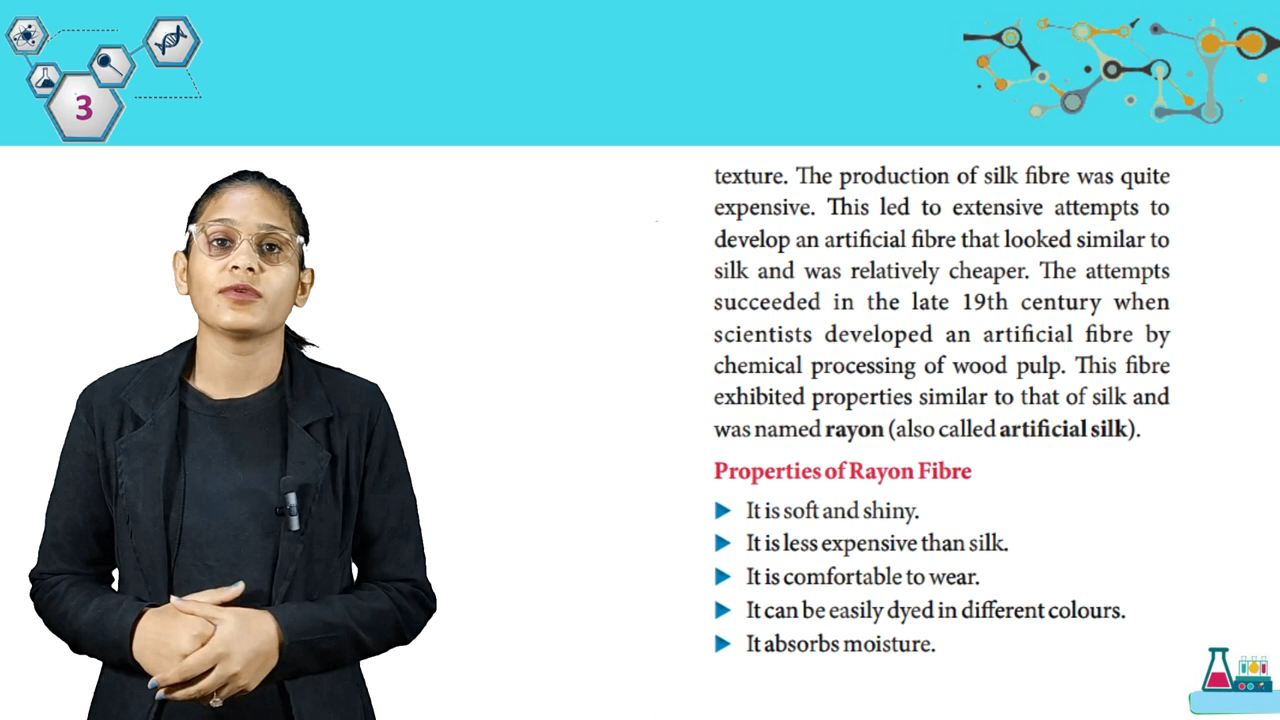 3
texture. The production of silk fibre was quite
expensive. This led to extensive attempts to
develop an artificial fibre that looked similar to
silk and was relatively cheaper. The attempts
succeeded in the late 19th century when
scientists developed an artificial fibre by
chemical processing of wood pulp. This fibre
exhibited properties similar to that of silk and
was named rayon (also called artificial silk).
Properties of Rayon Fibre
It is soft and shiny.
It is less expensive than silk.
It is comfortable to wear.
It can be easily dyed in different colours.
It absorbs moisture.